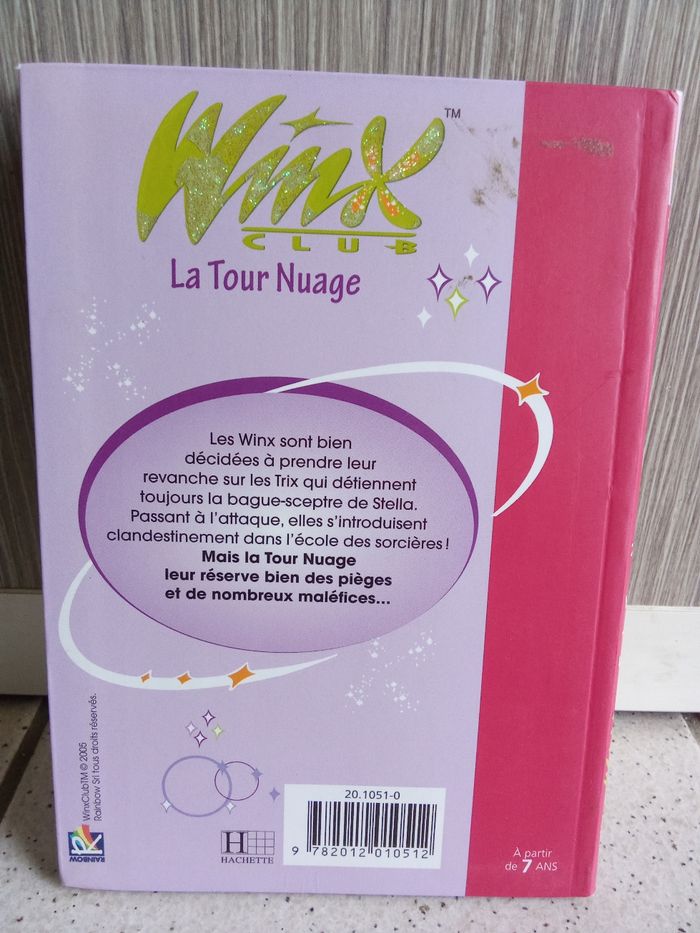 Winx TM
CLUB
La Tour Nuage
Les Winx sont bien
décidées à prendre leur
revanche sur les Trix qui détiennent
toujours la bague-sceptre de Stella.
Passant à l'attaque, elles s'introduisent
clandestinement dans l'école des sorcières !
Mais la Tour Nuage
leur réserve bien des pièges
et de nombreux maléfices...
WinxClubTM © 2005
Rainbow Srl tous droits réservés.
RAINBOW
H
HACHETTE
20.1051-0
9 782012 010512
À partir
de 7 ANS